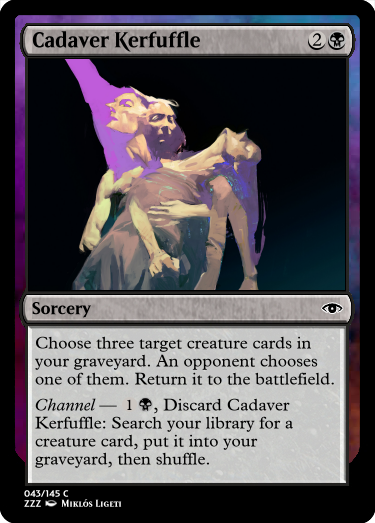 Cadaver Kerfuffle 2
Sorcery
Choose three target creature cards in
your graveyard. An opponent chooses
one of them. Return it to the battlefield.
Channel — 1 , Discard Cadaver
Kerfuffle: Search your library for a
creature card, put it into your
graveyard, then shuffle.
043/145 C
ZZZ Miklós Ligeti